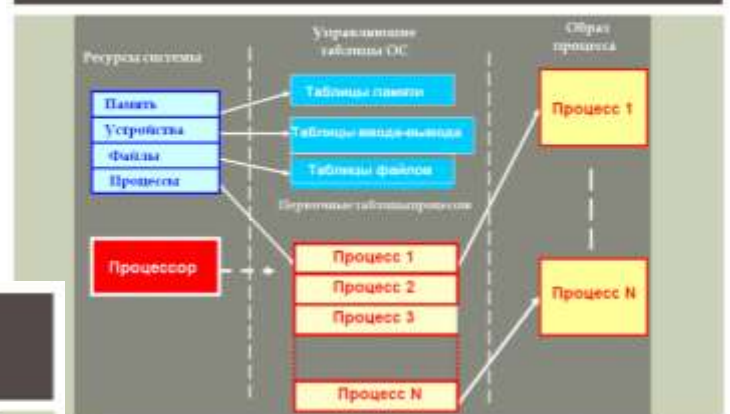 Ресурсы системы
Управляющие
таблицы ОС
Образ
процесса
Память
Устройства
Файлы
Процессы
Процессор
Таблицы памяти
Таблицы ввода-вывода
Таблицы файлов
Первичные таблицы процессов
Процесс 1
Процесс 2
Процесс 3
Процесс N
Процесс 1
Процесс N